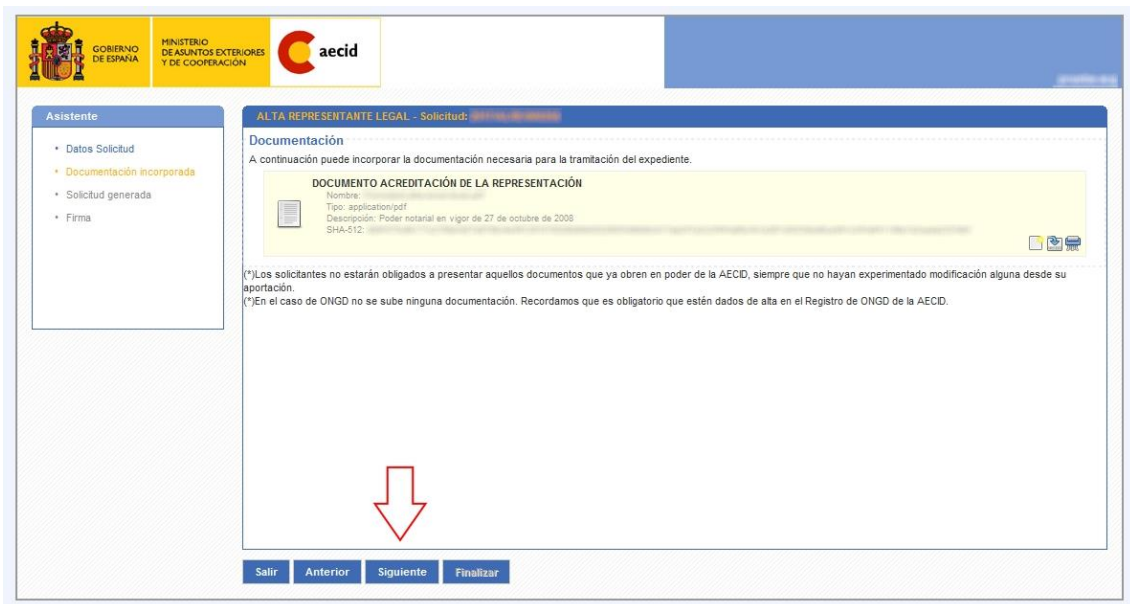 GOBIERNO
DE ESPAÑA
MINISTERIO
DE ASUNTOS EXTERIORES
Y DE COOPERACIÓN
aecid
Asistente
Datos Solicitud
Documentación incorporada
Solicitud generada
Firma
ALTA REPRESENTANTE LEGAL - Solicitud:
Documentación
A continuación puede incorporar la documentación necesaria para la tramitación del expediente.
DOCUMENTO ACREDITACIÓN DE LA REPRESENTACIÓN
Nombre:
Tipo: application/pdf
Descripción: Poder notarial en vigor de 27 de octubre de 2008
SHA-512:
(*)Los solicitantes no estarán obligados a presentar aquellos documentos que ya obren en poder de la AECID, siempre que no hayan experimentado modificación alguna desde su
aportación.
(*)En el caso de ONGD no se sube ninguna documentación. Recordamos que es obligatorio que estén dados de alta en el Registro de ONGD de la AECID.
Salir Anterior Siguiente Finalizar